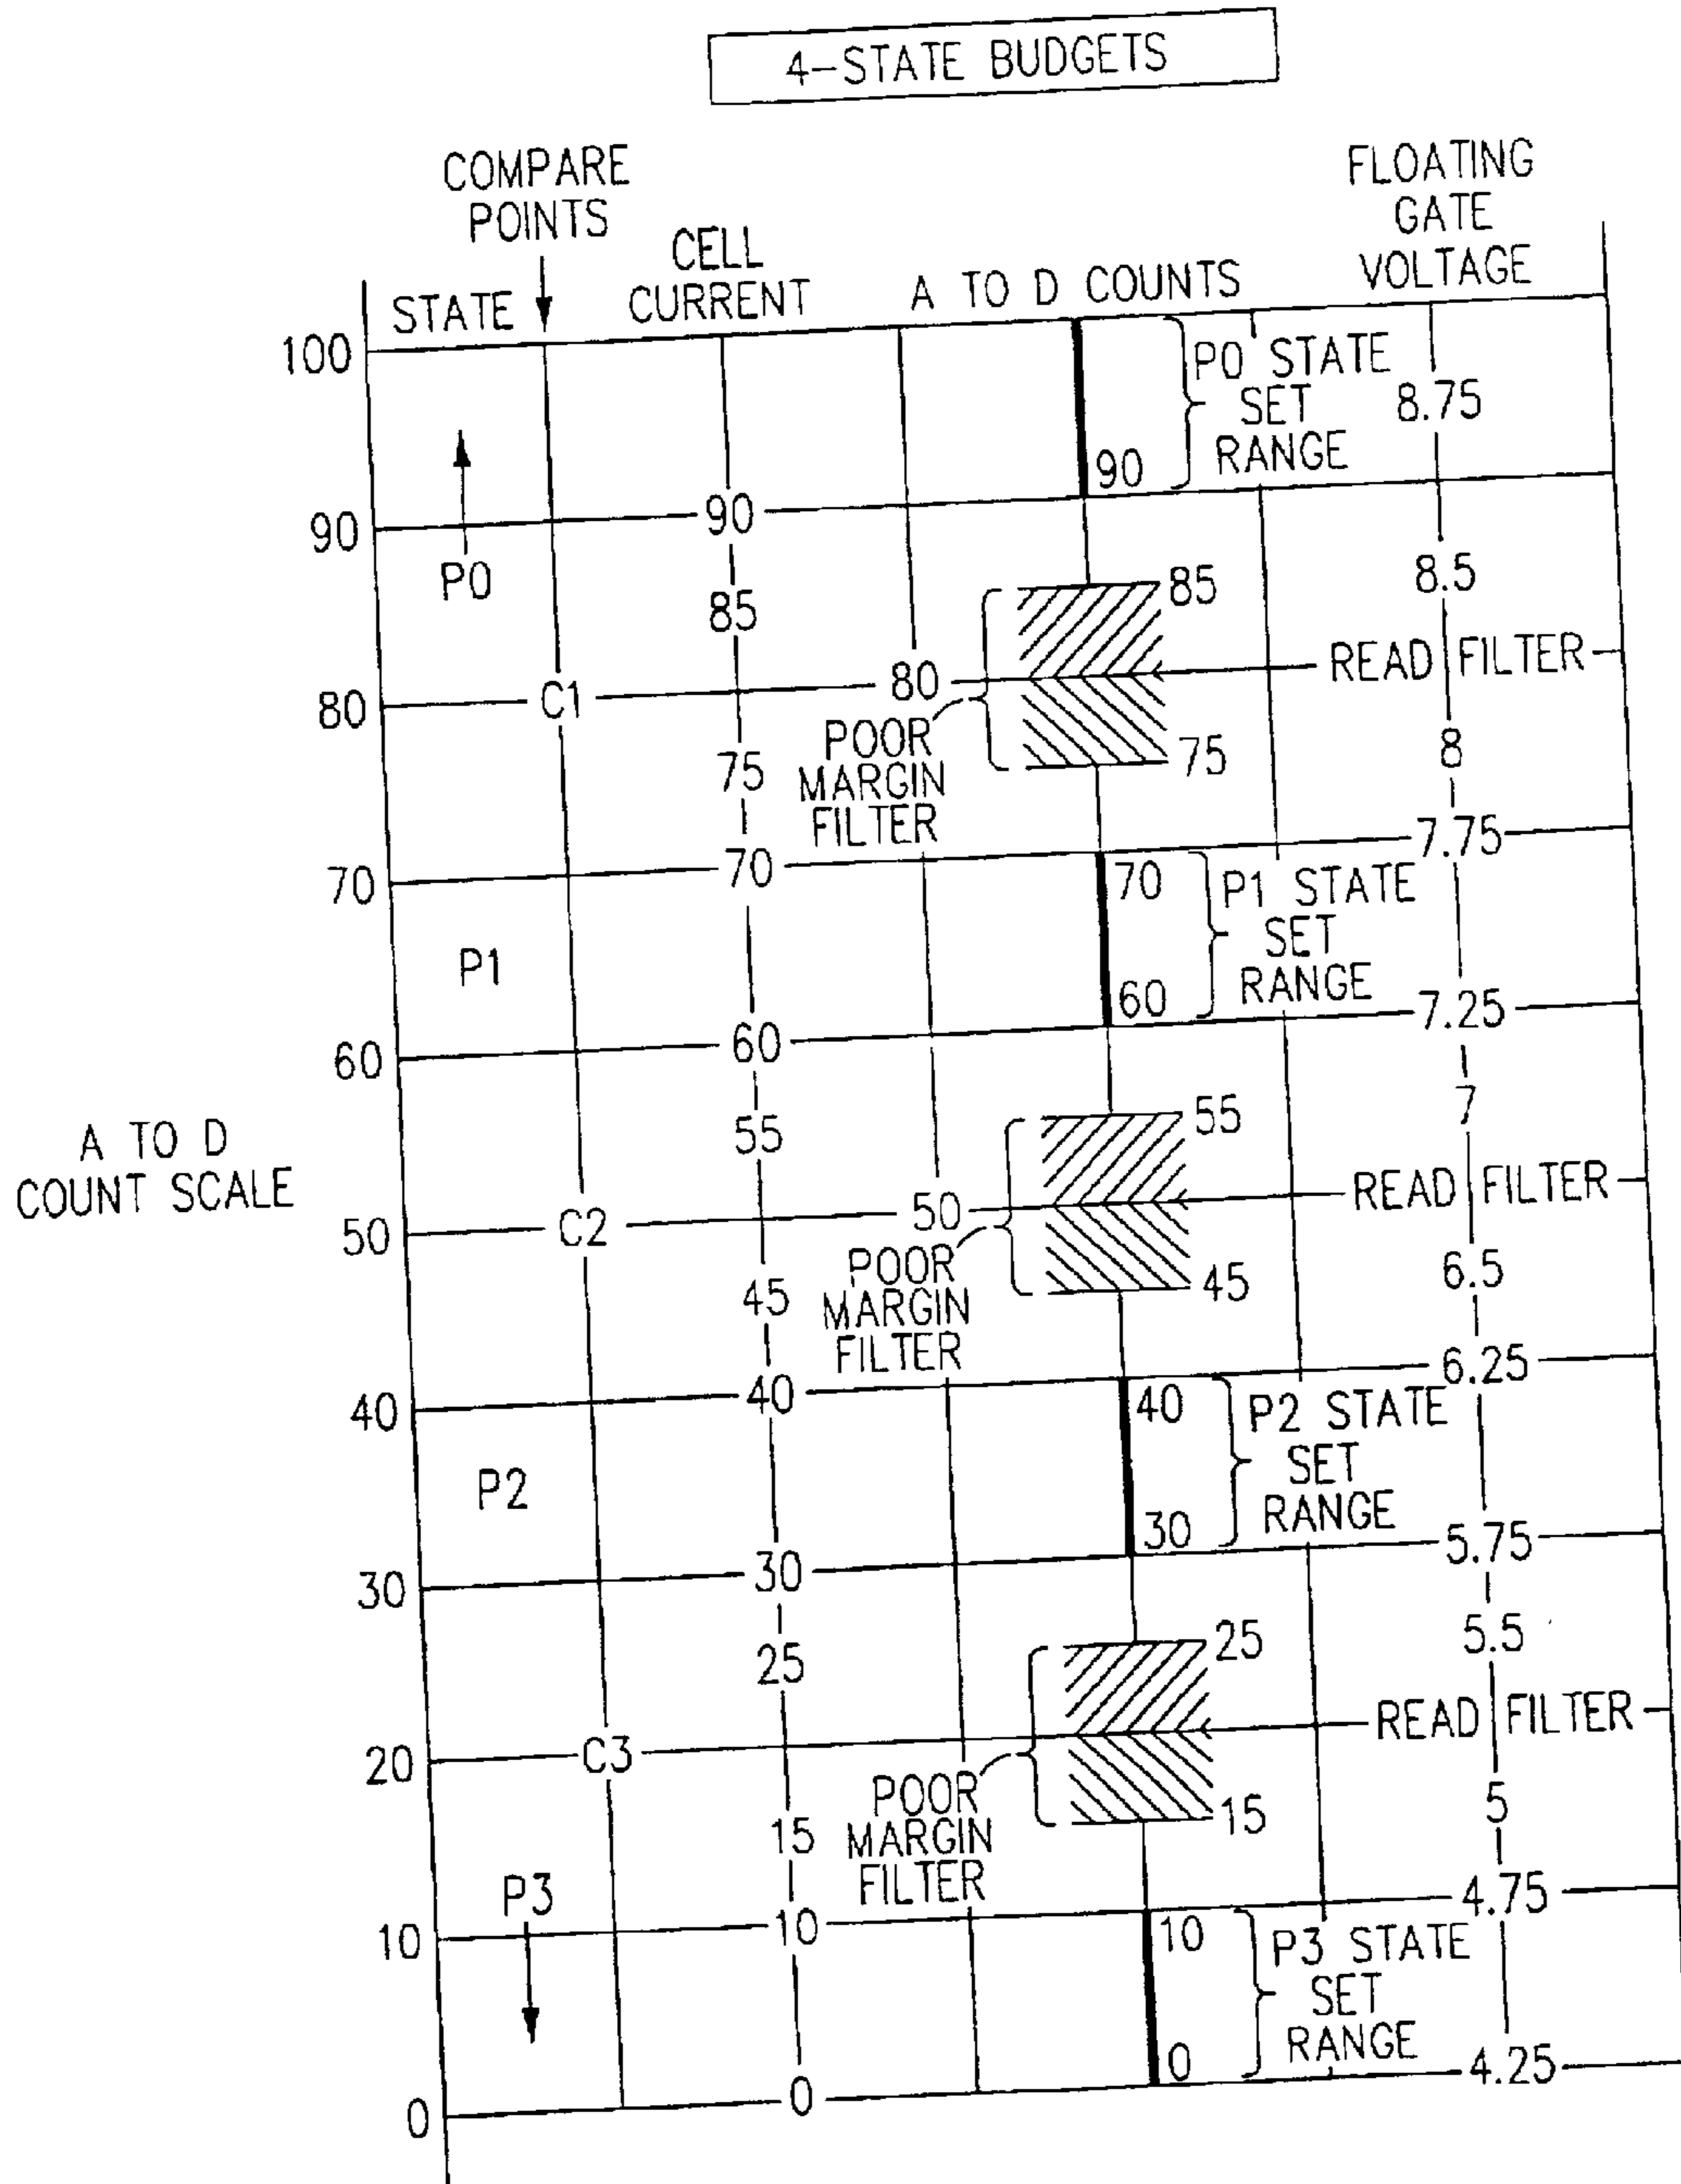 4-STATE BUDGETS
COMPARE
POINTS
FLOATING
GATE
VOLTAGE
STATE
CELL
CURRENT
A TO D COUNTS
100
P0 STATE
SET
RANGE
8.75
90
90
90
P0
85
85
8.5
80
C1
80
READ FILTER
POOR
MARGIN
FILTER
75
75
8
70
70
70
7.75
P1
P1 STATE
SET
RANGE
60
60
60
7.25
A TO D
COUNT SCALE
55
55
7
50
C2
50
READ FILTER
POOR
MARGIN
FILTER
45
45
6.5
40
40
40
6.25
P2
P2 STATE
SET
RANGE
30
30
30
5.75
25
25
5.5
20
C3
READ FILTER
POOR
MARGIN
FILTER
15
15
5
P3
10
10
10
4.75
P3 STATE
SET
RANGE
0
0
0
4.25